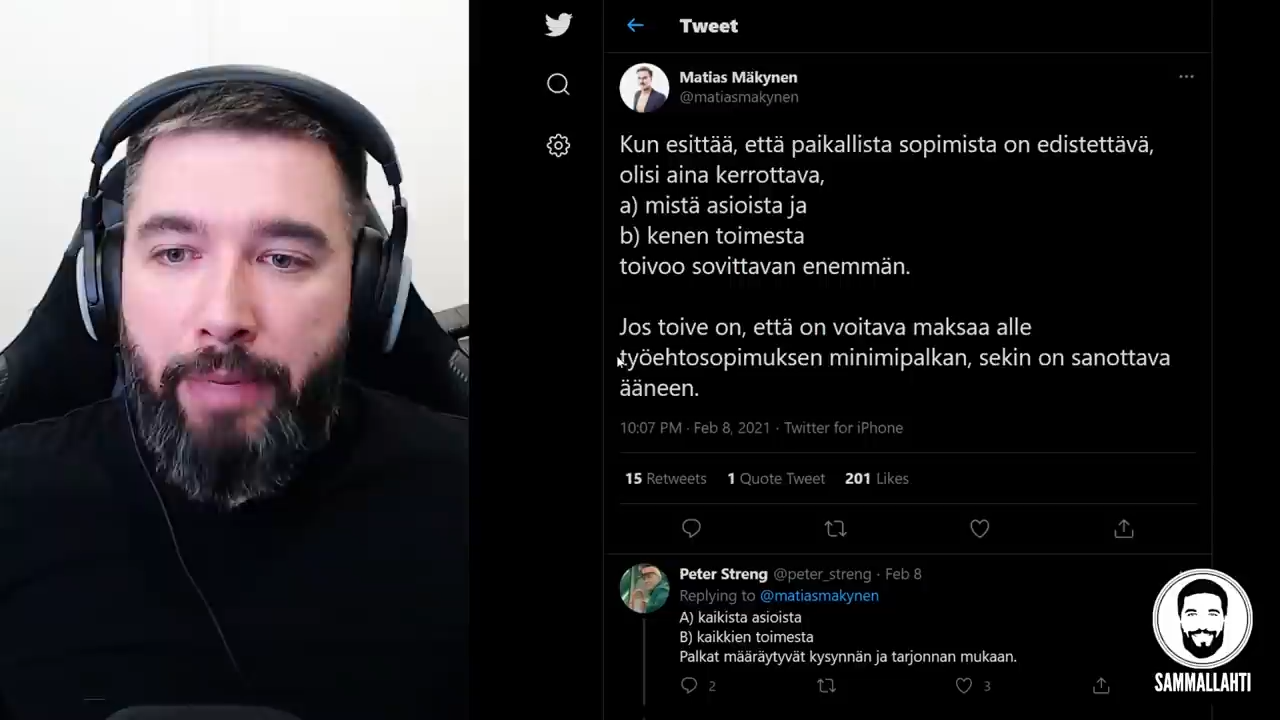 Tweet
Matias Mäkynen
@matiasmakynen
Kun esittää, että paikallista sopimista on edistettävä,
olisi aina kerrottava,
a) mistä asioista ja
b) kenen toimesta
toivoo sovittavan enemmän.
Jos toive on, että on voitava maksaa alle
työehtosopimuksen minimipalkan, sekin on sanottava
ääneen.
10:07 PM · Feb 8, 2021 · Twitter for iPhone
15 Retweets 1 Quote Tweet 201 Likes
Peter Streng @peter_streng · Feb 8
Replying to @matiasmakynen
A) kaikista asioista
B) kaikkien toimesta
Palkat määräytyvät kysynnän ja tarjonnan mukaan.
2 3
SAMMALLAHTI